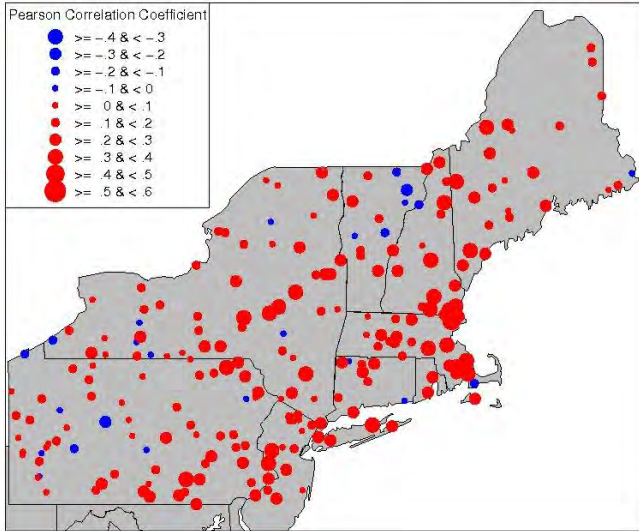 Pearson Correlation Coefficient
>= -.4 & < -.3
>= -.3 & < -.2
>= -.2 & < -.1
>= -.1 & < 0
>= 0 & < .1
>= .1 & < .2
>= .2 & < .3
>= .3 & < .4
>= .4 & < .5
>= .5 & < .6